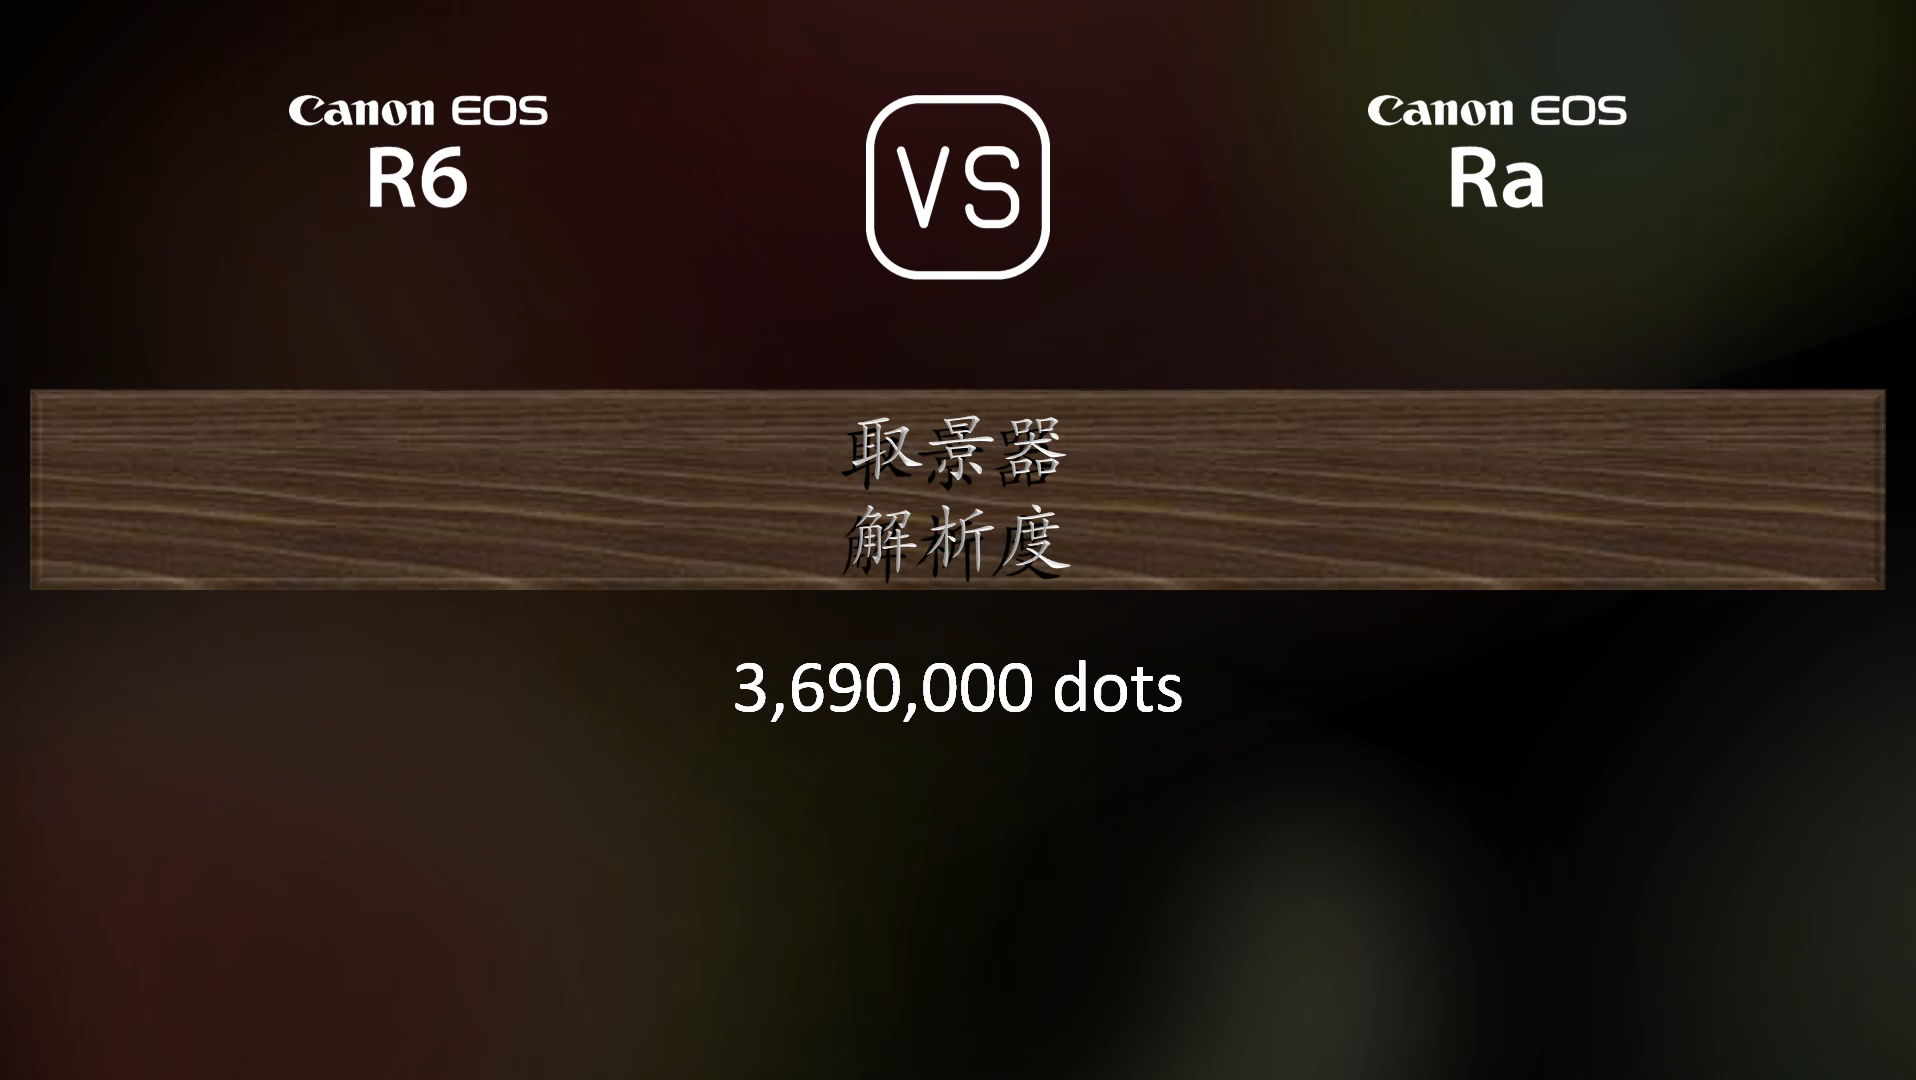 Canon EOS
R6
VS
Canon EOS
Ra
取景器
解析度
3,690,000 dots